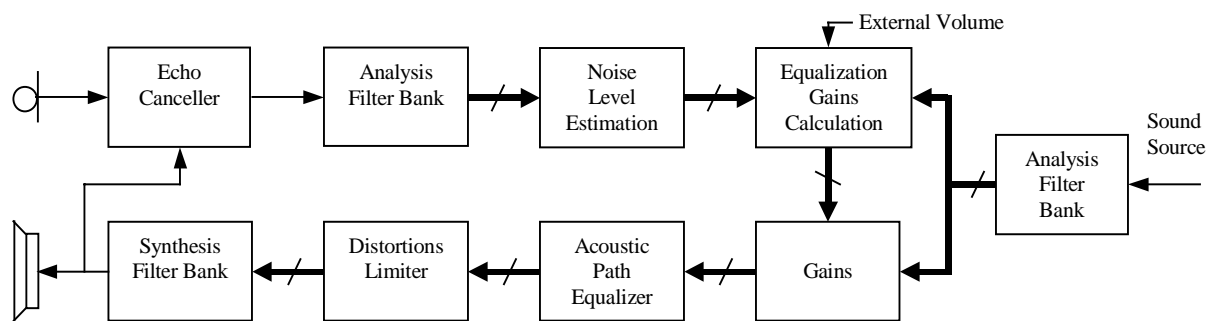 External Volume
Echo
Canceller
Analysis
Filter Bank
Noise
Level
Estimation
Equalization
Gains
Calculation
Sound
Source
Analysis
Filter
Bank
Synthesis
Filter Bank
Distortions
Limiter
Acoustic
Path
Equalizer
Gains